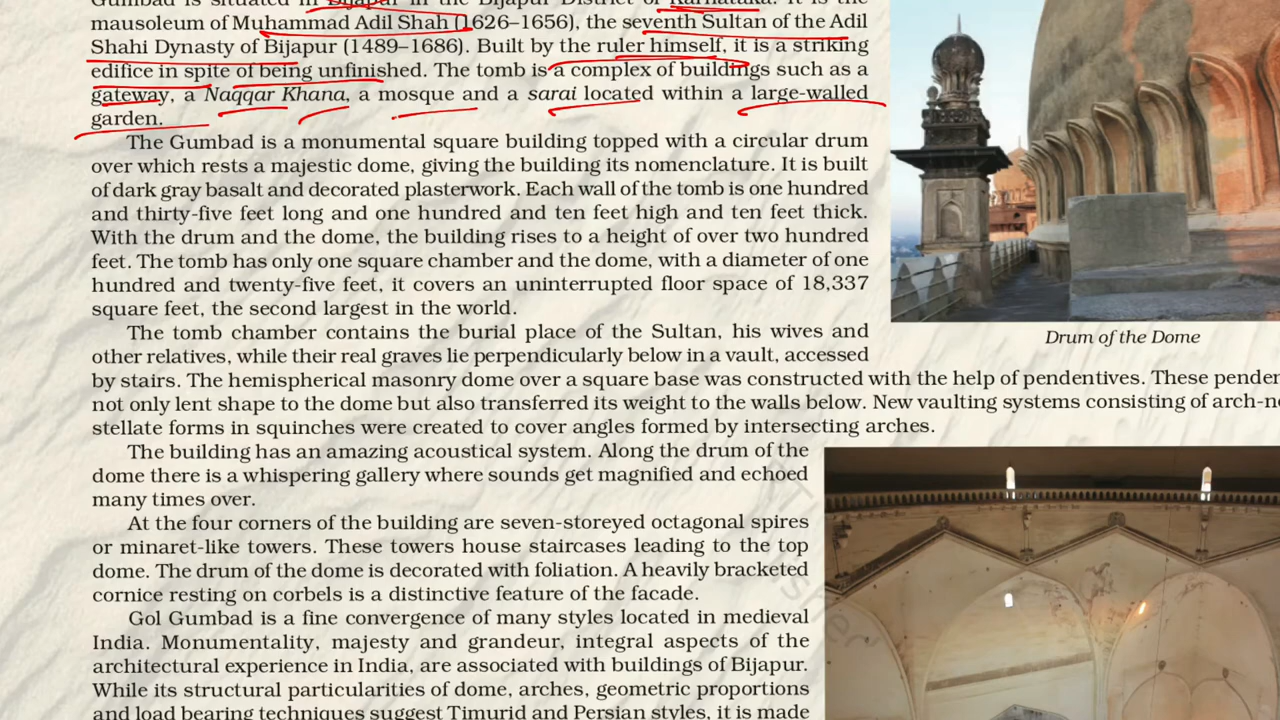 Gumbad is situated in Bijapur in the Bijapur District of Karnataka. It is the
mausoleum of Muhammad Adil Shah (1626–1656), the seventh Sultan of the Adil
Shahi Dynasty of Bijapur (1489–1686). Built by the ruler himself, it is a striking
edifice in spite of being unfinished. The tomb is a complex of buildings such as a
gateway, a Naqqar Khana, a mosque and a sarai located within a large-walled
garden.
The Gumbad is a monumental square building topped with a circular drum
over which rests a majestic dome, giving the building its nomenclature. It is built
of dark gray basalt and decorated plasterwork. Each wall of the tomb is one hundred
and thirty-five feet long and one hundred and ten feet high and ten feet thick.
With the drum and the dome, the building rises to a height of over two hundred
feet. The tomb has only one square chamber and the dome, with a diameter of one
hundred and twenty-five feet, it covers an uninterrupted floor space of 18,337
square feet, the second largest in the world.
Drum of the Dome
The tomb chamber contains the burial place of the Sultan, his wives and
other relatives, while their real graves lie perpendicularly below in a vault, accessed
by stairs. The hemispherical masonry dome over a square base was constructed with the help of pendentives. These penden
not only lent shape to the dome but also transferred its weight to the walls below. New vaulting systems consisting of arch-n
stellate forms in squinches were created to cover angles formed by intersecting arches.
The building has an amazing acoustical system. Along the drum of the
dome there is a whispering gallery where sounds get magnified and echoed
many times over.
At the four corners of the building are seven-storeyed octagonal spires
or minaret-like towers. These towers house staircases leading to the top
dome. The drum of the dome is decorated with foliation. A heavily bracketed
cornice resting on corbels is a distinctive feature of the facade.
Gol Gumbad is a fine convergence of many styles located in medieval
India. Monumentality, majesty and grandeur, integral aspects of the
architectural experience in India, are associated with buildings of Bijapur.
While its structural particularities of dome, arches, geometric proportions
and load bearing techniques suggest Timurid and Persian styles, it is made